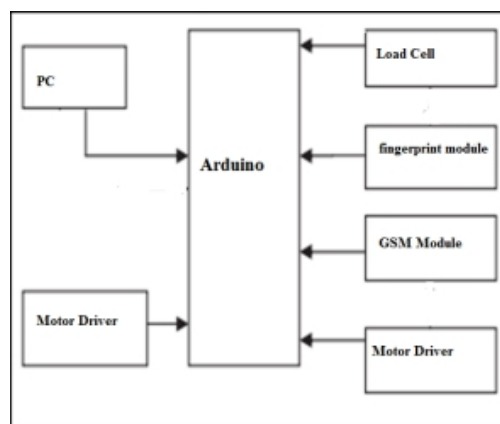 PC
Arduino
Load Cell
fingerprint module
GSM Module
Motor Driver
Motor Driver